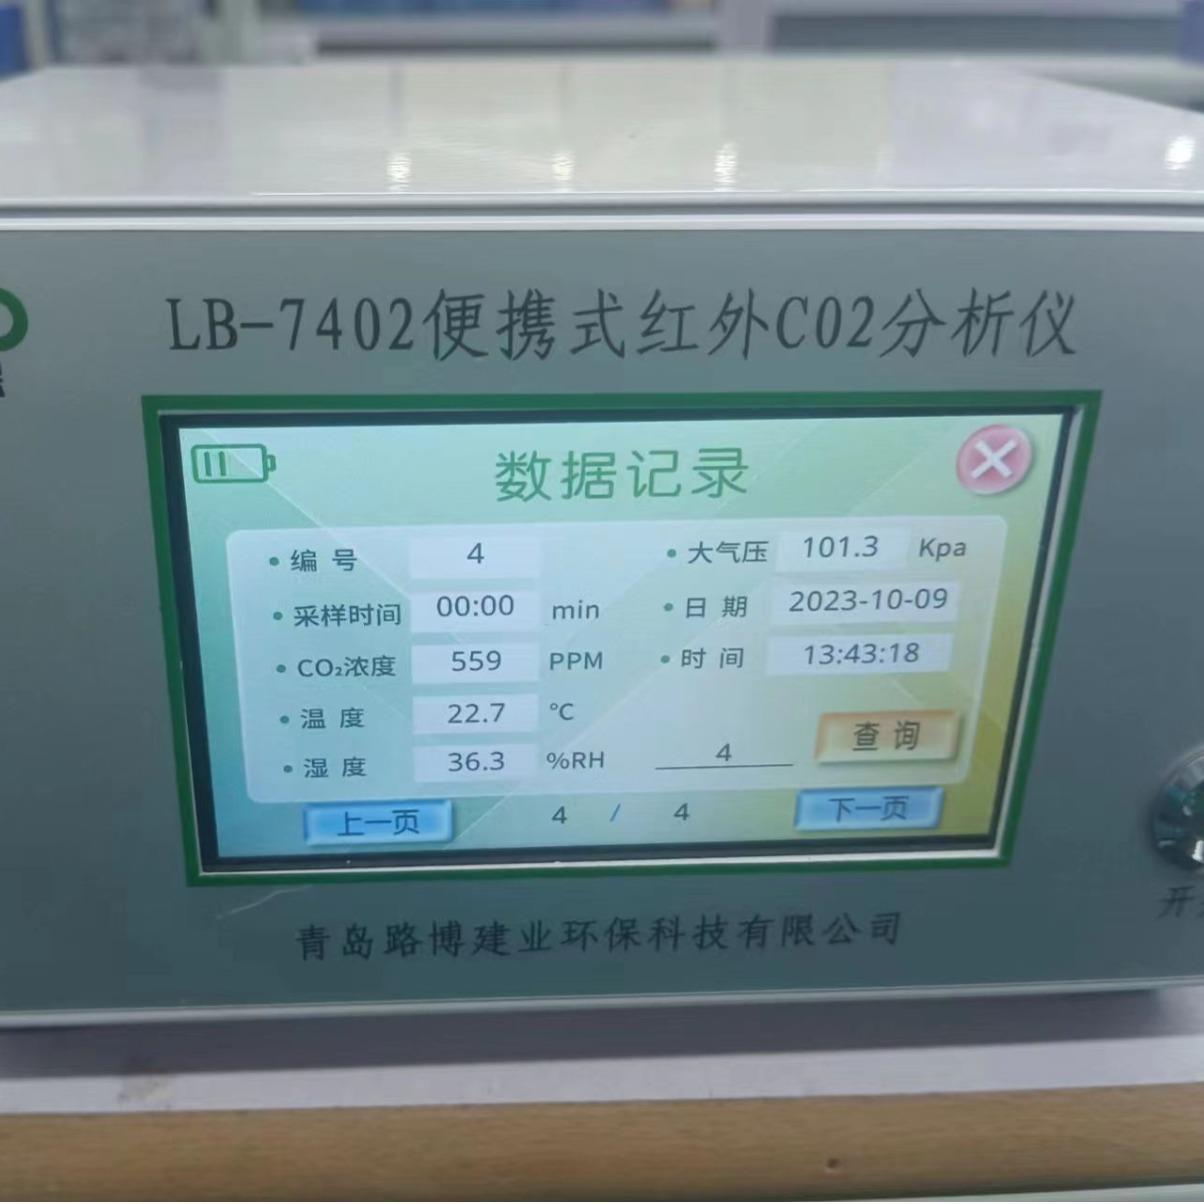 LB-7402便携式红外CO2分析仪
数据记录
编号 4 大气压 101.3 Kpa
采样时间 00:00 min 日期 2023-10-09
CO₂浓度 559 PPM 时间 13:43:18
温度 22.7 ℃
查询
湿度 36.3 %RH 4
上一页 4 / 4 下一页
开
青岛路博建业环保科技有限公司